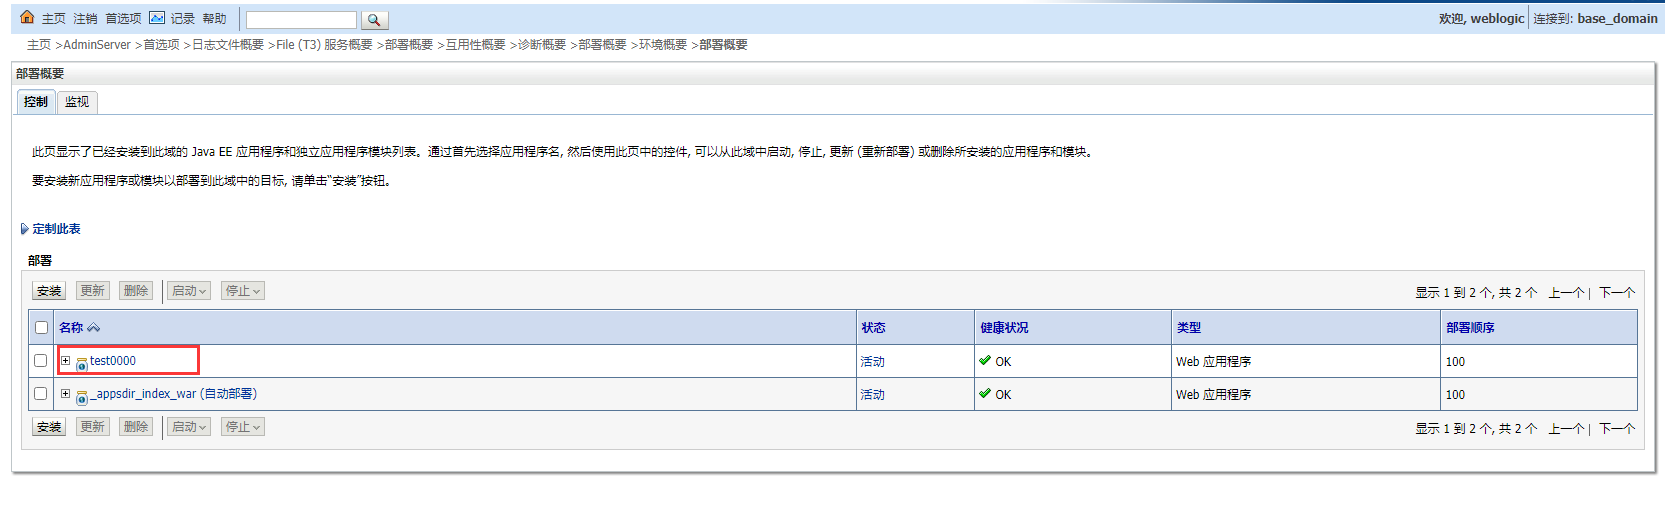 主页 注销 首选项 记录 帮助
欢迎, weblogic 连接到: base_domain
主页 >AdminServer >首选项 >日志文件概要 >File (T3) 服务概要 >部署概要 >互用性概要 >诊断概要 >部署概要 >环境概要 >部署概要
部署概要
控制 监视
此页显示了已经安装到此域的 Java EE 应用程序和独立应用程序模块列表。通过首先选择应用程序名, 然后使用此页中的控件, 可以从此域中启动, 停止, 更新 (重新部署) 或删除所安装的应用程序和模块。
要安装新应用程序或模块以部署到此域中的目标, 请单击“安装”按钮。
定制此表
部署
安装 更新 删除 启动 停止 显示 1 到 2 个, 共 2 个 上一个 | 下一个
名称 状态 健康状况 类型 部署顺序
test0000 活动 OK Web 应用程序 100
_appsdir_index_war (自动部署) 活动 OK Web 应用程序 100
安装 更新 删除 启动 停止 显示 1 到 2 个, 共 2 个 上一个 | 下一个